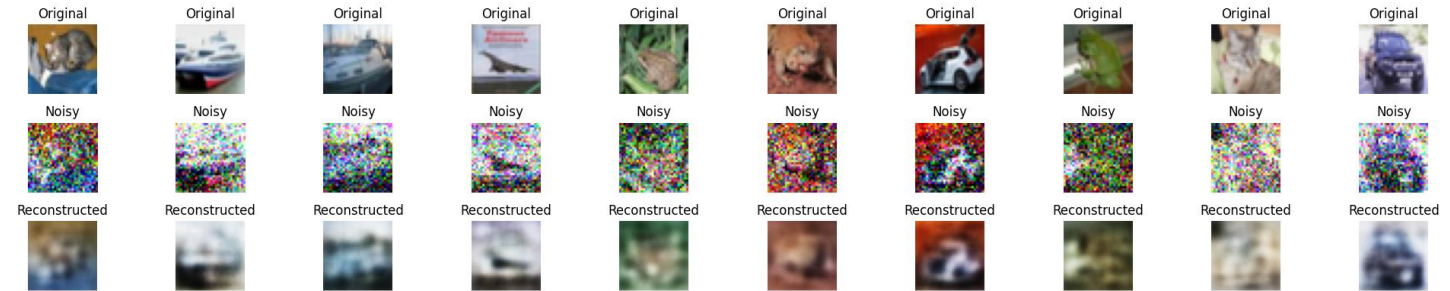 Original Original Original Original Original Original Original Original Original Original
Noisy Noisy Noisy Noisy Noisy Noisy Noisy Noisy Noisy Noisy
Reconstructed Reconstructed Reconstructed Reconstructed Reconstructed Reconstructed Reconstructed Reconstructed Reconstructed Reconstructed